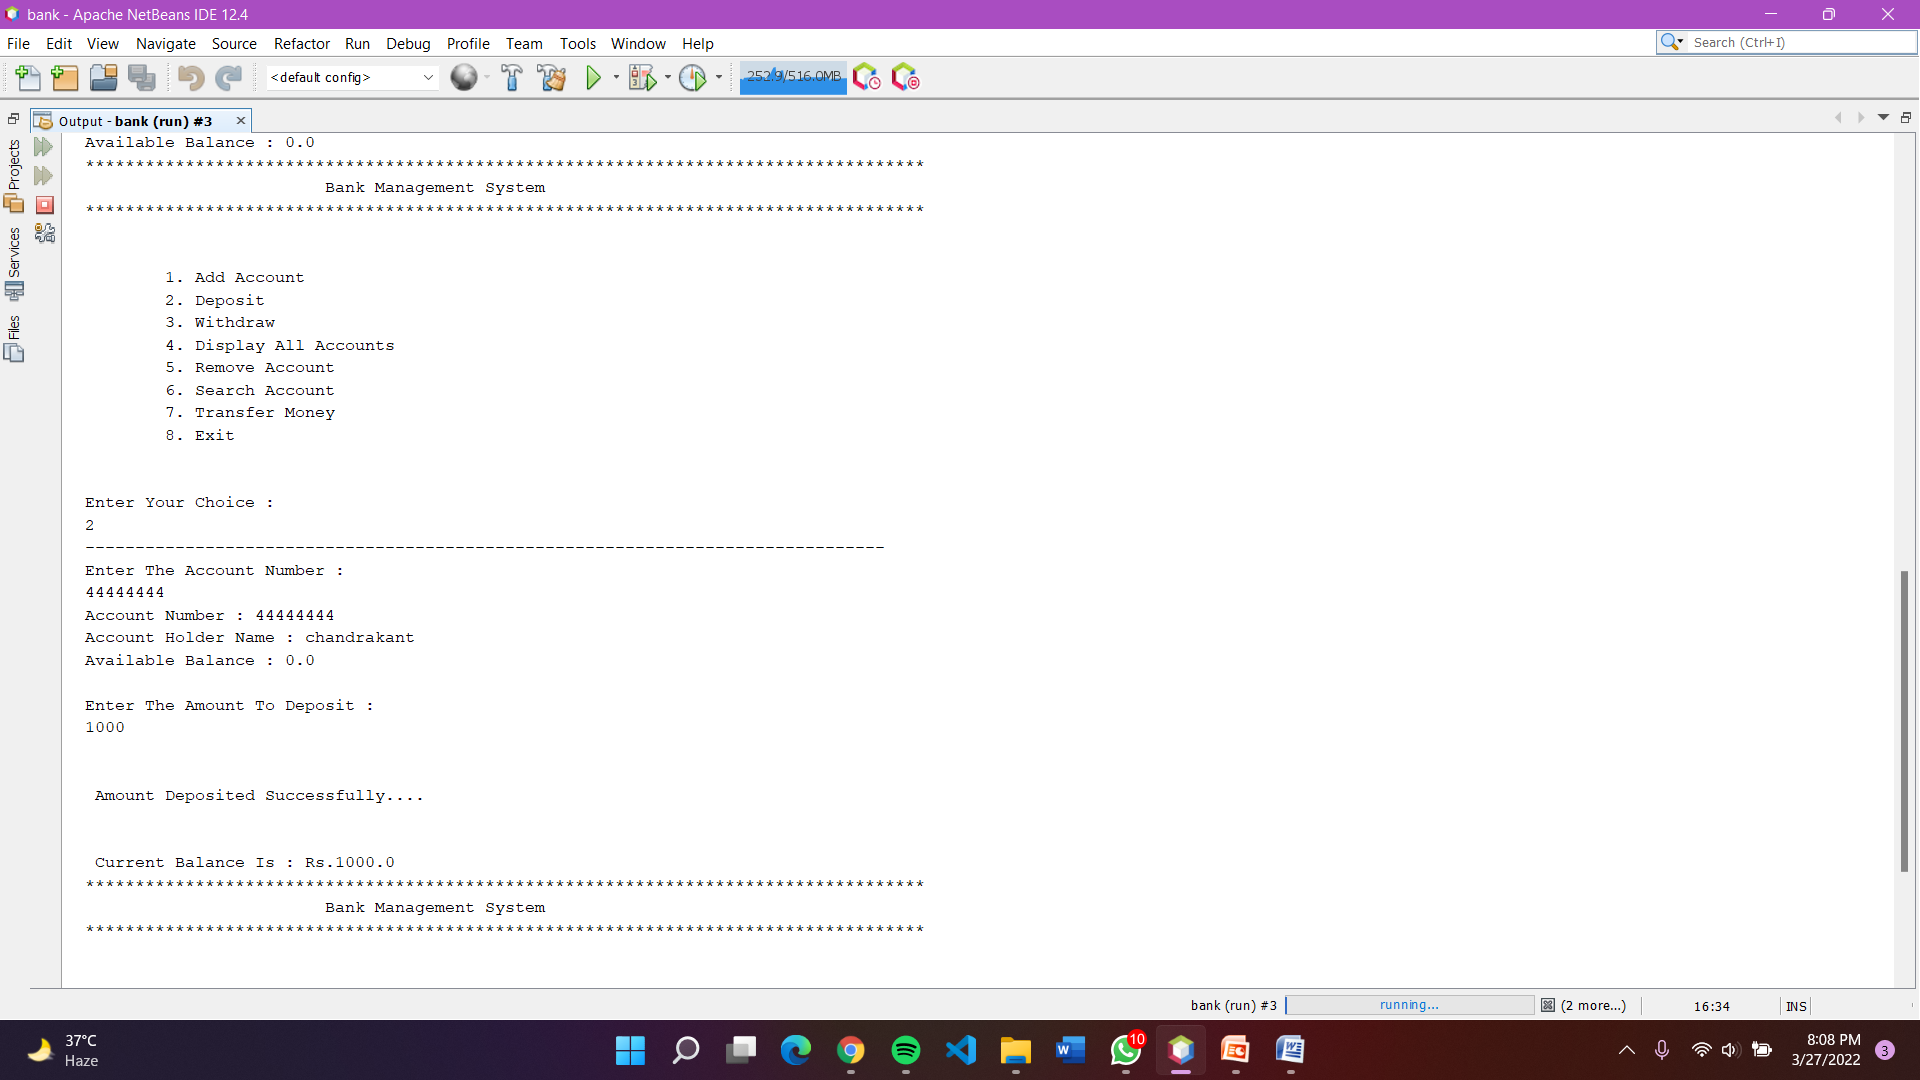 bank - Apache NetBeans IDE 12.4
File Edit View Navigate Source Refactor Run Debug Profile Team Tools Window Help
Search (Ctrl+I)
<default config>
252.9/516.0MB
Output - bank (run) #3
Projects
Services
Files
Available Balance : 0.0
************************************************************************************
Bank Management System
************************************************************************************
1. Add Account
2. Deposit
3. Withdraw
4. Display All Accounts
5. Remove Account
6. Search Account
7. Transfer Money
8. Exit
Enter Your Choice :
2
--------------------------------------------------------------------------------
Enter The Account Number :
44444444
Account Number : 44444444
Account Holder Name : chandrakant
Available Balance : 0.0
Enter The Amount To Deposit :
1000
Amount Deposited Successfully....
Current Balance Is : Rs.1000.0
************************************************************************************
Bank Management System
************************************************************************************
bank (run) #3 running... (2 more...) 16:34 INS
37°C
Haze
10
8:08 PM
3/27/2022
3